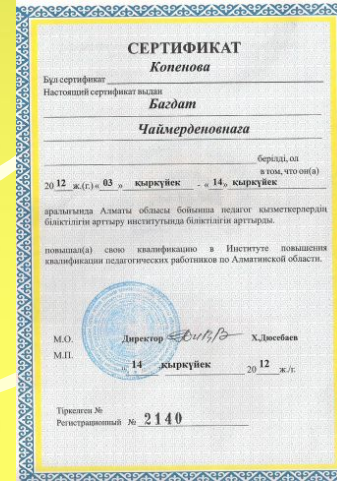 СЕРТИФИКАТ
Копенова
Бұл сертификат
Настоящий сертификат выдан
Бағдат
Чаймерденовнаға
берілді, ол
в том, что он(а)
20 12 ж.(г.) « 03 » қыркүйек - « 14 » қыркүйек
аралығында Алматы облысы бойынша педагог қызметкерлердің біліктілігін арттыру институтында біліктілігін арттырды.
повышал(а) свою квалификацию в Институте повышения квалификации педагогических работников по Алматинской области.
М.О. Директор Х.Дюсебаев
М.П.
« 14 қыркүйек 20 12 ж./г.
Тіркелген №
Регистрационный № 2140